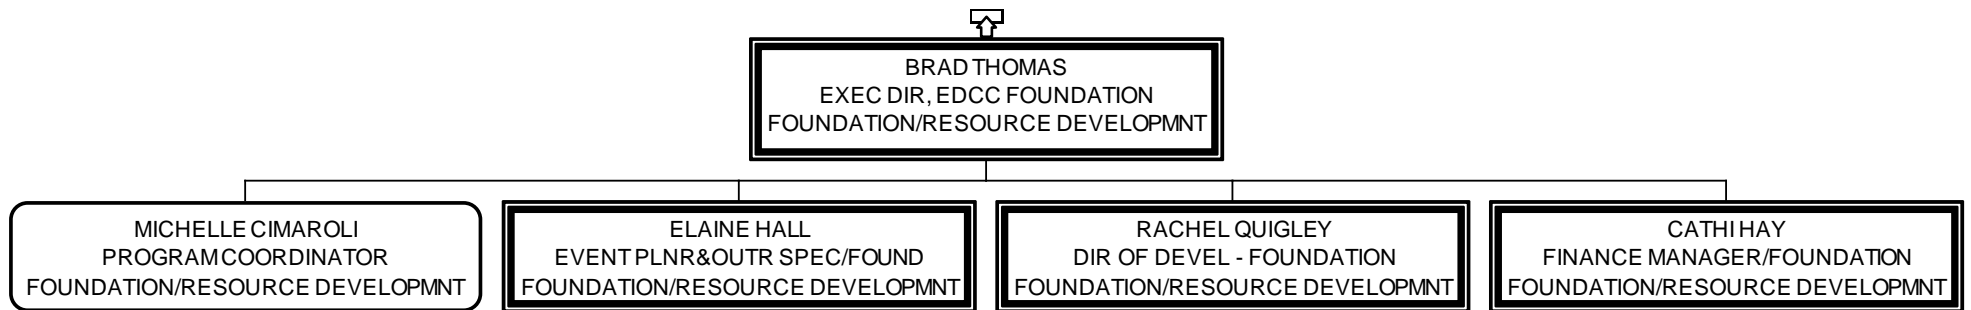 BRAD THOMAS
EXEC DIR, EDCC FOUNDATION
FOUNDATION/RESOURCE DEVELOPMNT
MICHELLE CIMAROLI
PROGRAM COORDINATOR
FOUNDATION/RESOURCE DEVELOPMNT
ELAINE HALL
EVENT PLNR&OUTR SPEC/FOUND
FOUNDATION/RESOURCE DEVELOPMNT
RACHEL QUIGLEY
DIR OF DEVEL - FOUNDATION
FOUNDATION/RESOURCE DEVELOPMNT
CATHI HAY
FINANCE MANAGER/FOUNDATION
FOUNDATION/RESOURCE DEVELOPMNT